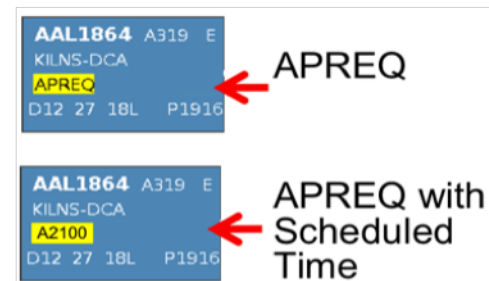 AAL1864 A319 E
KILNS-DCA
APREQ
D12 27 18L P1916
APREQ
AAL1864 A319 E
KILNS-DCA
A2100
D12 27 18L P1916
APREQ with
Scheduled
Time